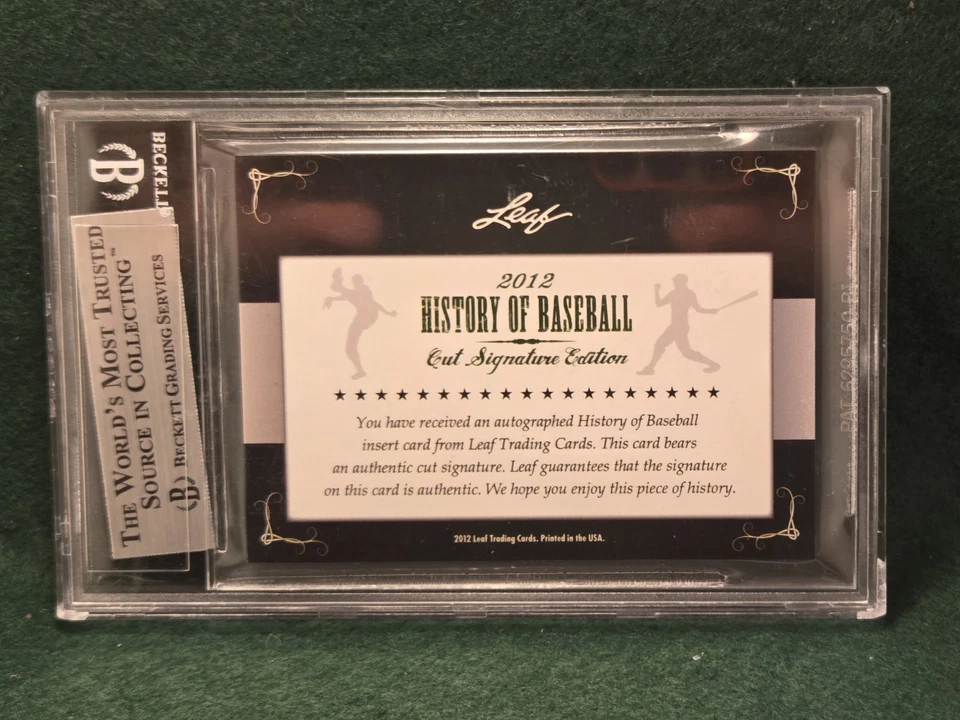 BECKETT
B
THE WORLD'S MOST TRUSTED
SOURCE IN COLLECTING™
B BECKETT GRADING SERVICES
Leaf
2012
HISTORY OF BASEBALL
Cut Signature Edition
You have received an autographed History of Baseball
insert card from Leaf Trading Cards. This card bears
an authentic cut signature. Leaf guarantees that the signature
on this card is authentic. We hope you enjoy this piece of history.
2012 Leaf Trading Cards. Printed in the USA.